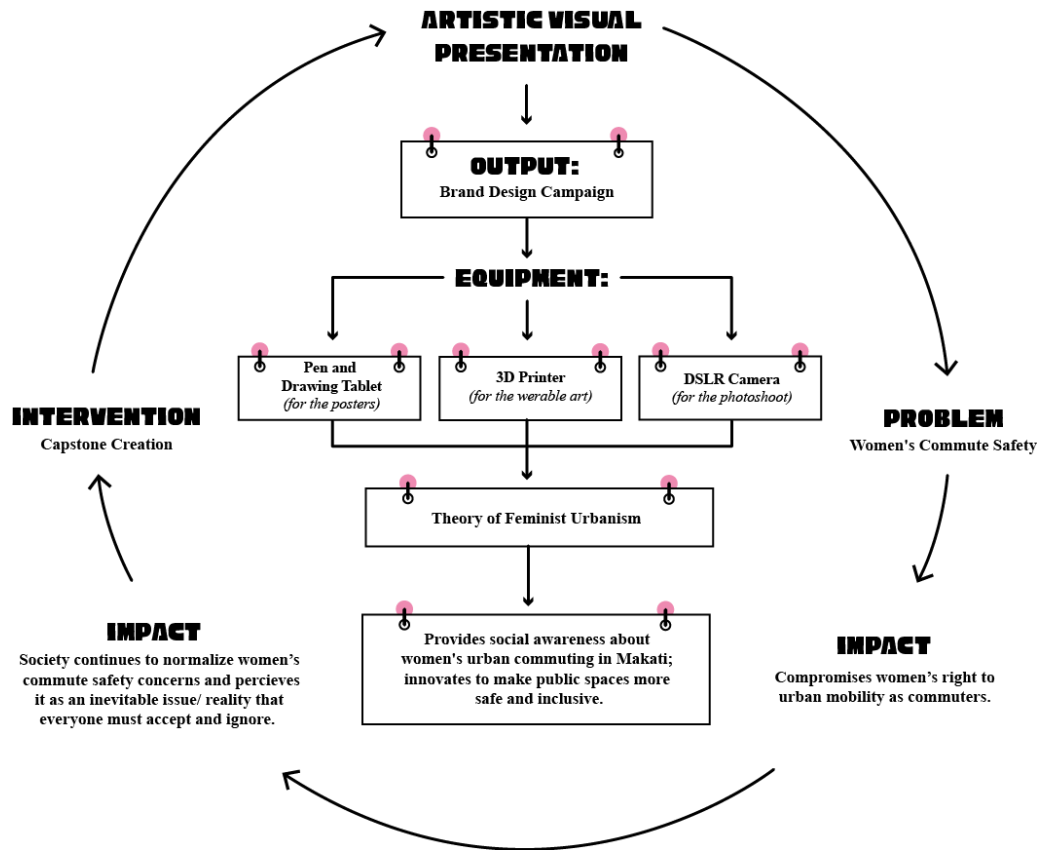 ARTISTIC VISUAL
PRESENTATION
OUTPUT:
Brand Design Campaign
EQUIPMENT:
Pen and
Drawing Tablet
(for the posters)
3D Printer
(for the werable art)
DSLR Camera
(for the photoshoot)
INTERVENTION
Capstone Creation
PROBLEM
Women's Commute Safety
Theory of Feminist Urbanism
IMPACT
Society continues to normalize women’s
commute safety concerns and percieves
it as an inevitable issue/ reality that
everyone must accept and ignore.
Provides social awareness about
women's urban commuting in Makati;
innovates to make public spaces more
safe and inclusive.
IMPACT
Compromises women’s right to
urban mobility as commuters.